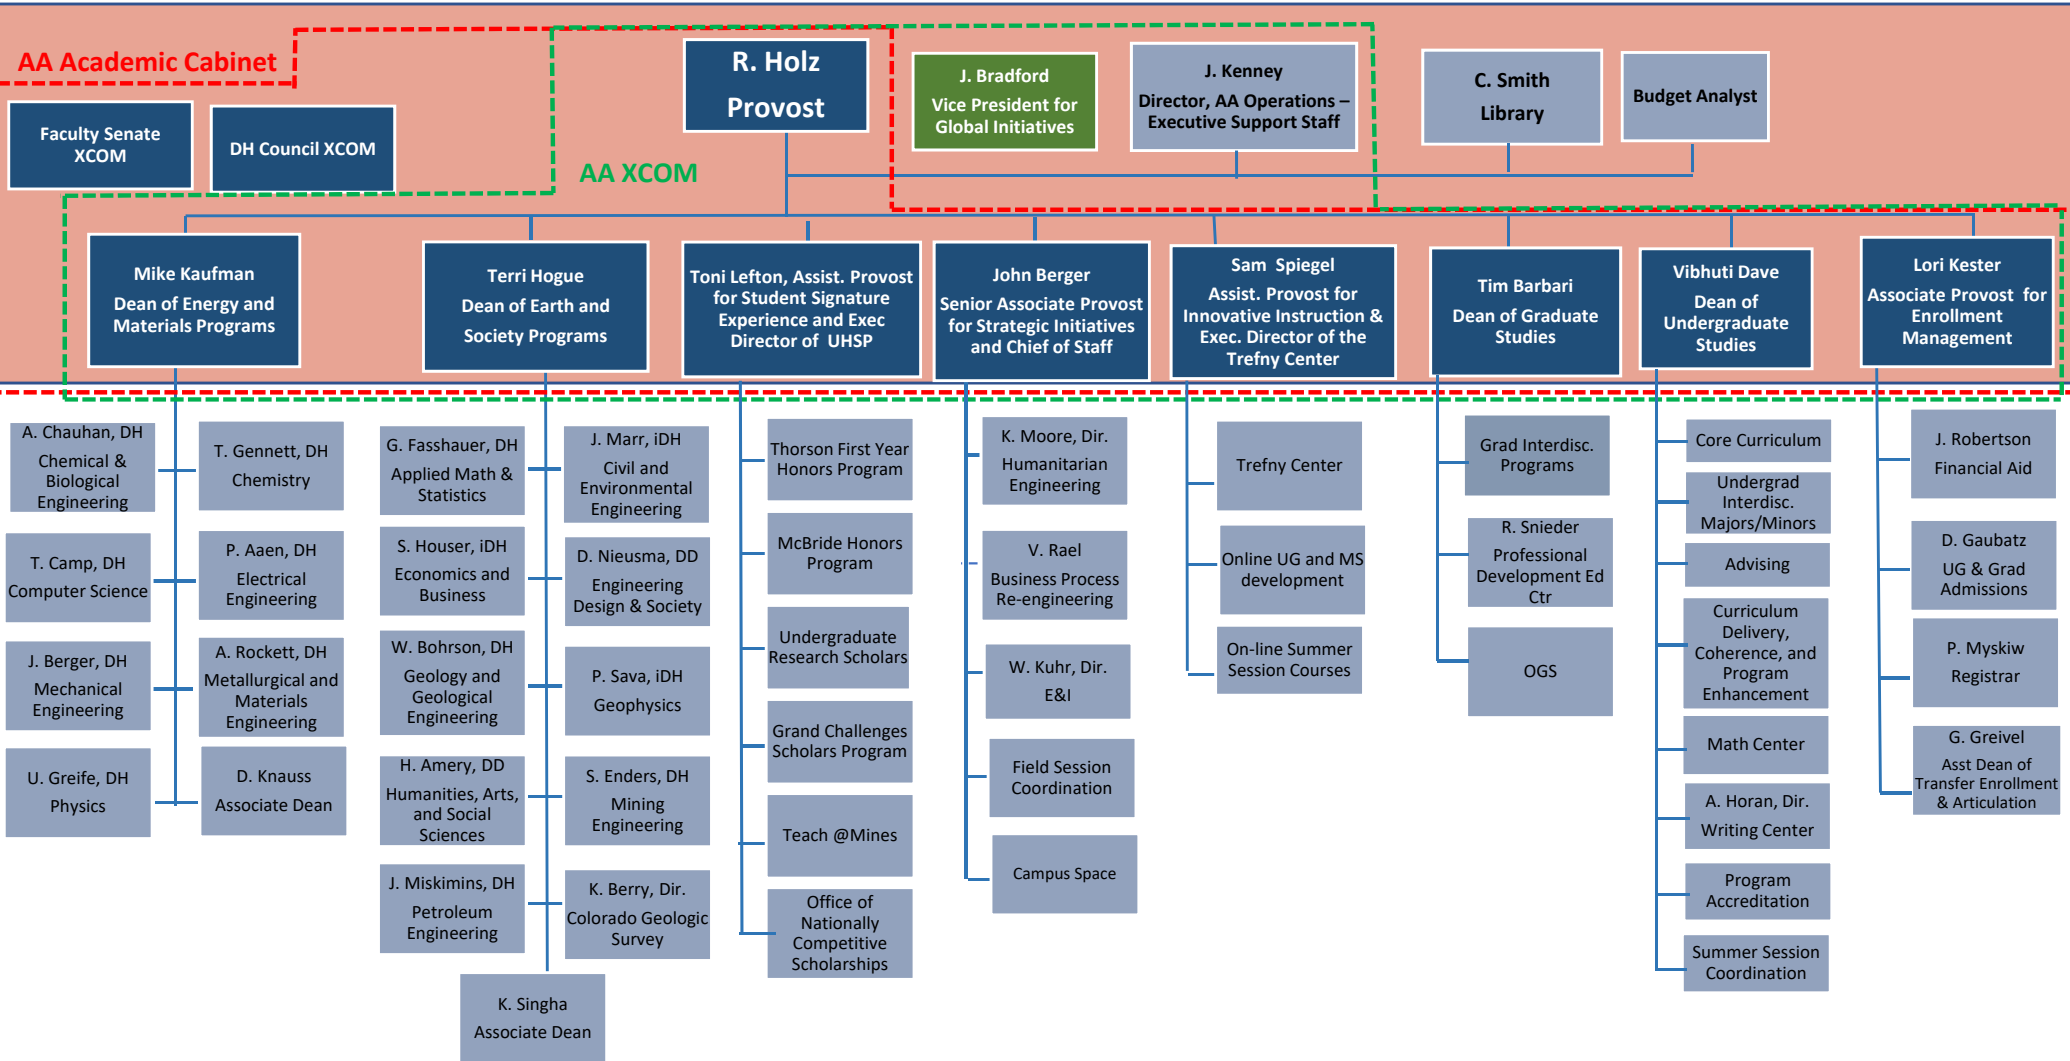 AA Academic Cabinet
Faculty Senate
XCOM
DH Council XCOM
AA XCOM
R. Holz
Provost
J. Bradford
Vice President for
Global Initiatives
J. Kenney
Director, AA Operations –
Executive Support Staff
C. Smith
Library
Budget Analyst
Mike Kaufman
Dean of Energy and
Materials Programs
Terri Hogue
Dean of Earth and
Society Programs
Toni Lefton, Assist. Provost
for Student Signature
Experience and Exec
Director of UHSP
John Berger
Senior Associate Provost
for Strategic Initiatives
and Chief of Staff
Sam Spiegel
Assist. Provost for
Innovative Instruction &
Exec. Director of the
Trefny Center
Tim Barbari
Dean of Graduate
Studies
Vibhuti Dave
Dean of
Undergraduate
Studies
Lori Kester
Associate Provost for
Enrollment
Management
A. Chauhan, DH
Chemical &
Biological
Engineering
T. Gennett, DH
Chemistry
T. Camp, DH
Computer Science
P. Aaen, DH
Electrical
Engineering
J. Berger, DH
Mechanical
Engineering
A. Rockett, DH
Metallurgical and
Materials
Engineering
U. Greife, DH
Physics
D. Knauss
Associate Dean
G. Fasshauer, DH
Applied Math &
Statistics
J. Marr, iDH
Civil and
Environmental
Engineering
S. Houser, iDH
Economics and
Business
D. Nieusma, DD
Engineering
Design & Society
W. Bohrson, DH
Geology and
Geological
Engineering
P. Sava, iDH
Geophysics
H. Amery, DD
Humanities, Arts,
and Social
Sciences
S. Enders, DH
Mining
Engineering
J. Miskimins, DH
Petroleum
Engineering
K. Berry, Dir.
Colorado Geologic
Survey
K. Singha
Associate Dean
Thorson First Year
Honors Program
McBride Honors
Program
Undergraduate
Research Scholars
Grand Challenges
Scholars Program
Teach @Mines
Office of
Nationally
Competitive
Scholarships
K. Moore, Dir.
Humanitarian
Engineering
V. Rael
Business Process
Re-engineering
W. Kuhr, Dir.
E&I
Field Session
Coordination
Campus Space
Trefny Center
Online UG and MS
development
On-line Summer
Session Courses
Grad Interdisc.
Programs
R. Snieder
Professional
Development Ed
Ctr
OGS
Core Curriculum
Undergrad
Interdisc.
Majors/Minors
Advising
Curriculum
Delivery,
Coherence, and
Program
Enhancement
Math Center
A. Horan, Dir.
Writing Center
Program
Accreditation
Summer Session
Coordination
J. Robertson
Financial Aid
D. Gaubatz
UG & Grad
Admissions
P. Myskiw
Registrar
G. Greivel
Asst Dean of
Transfer Enrollment
& Articulation